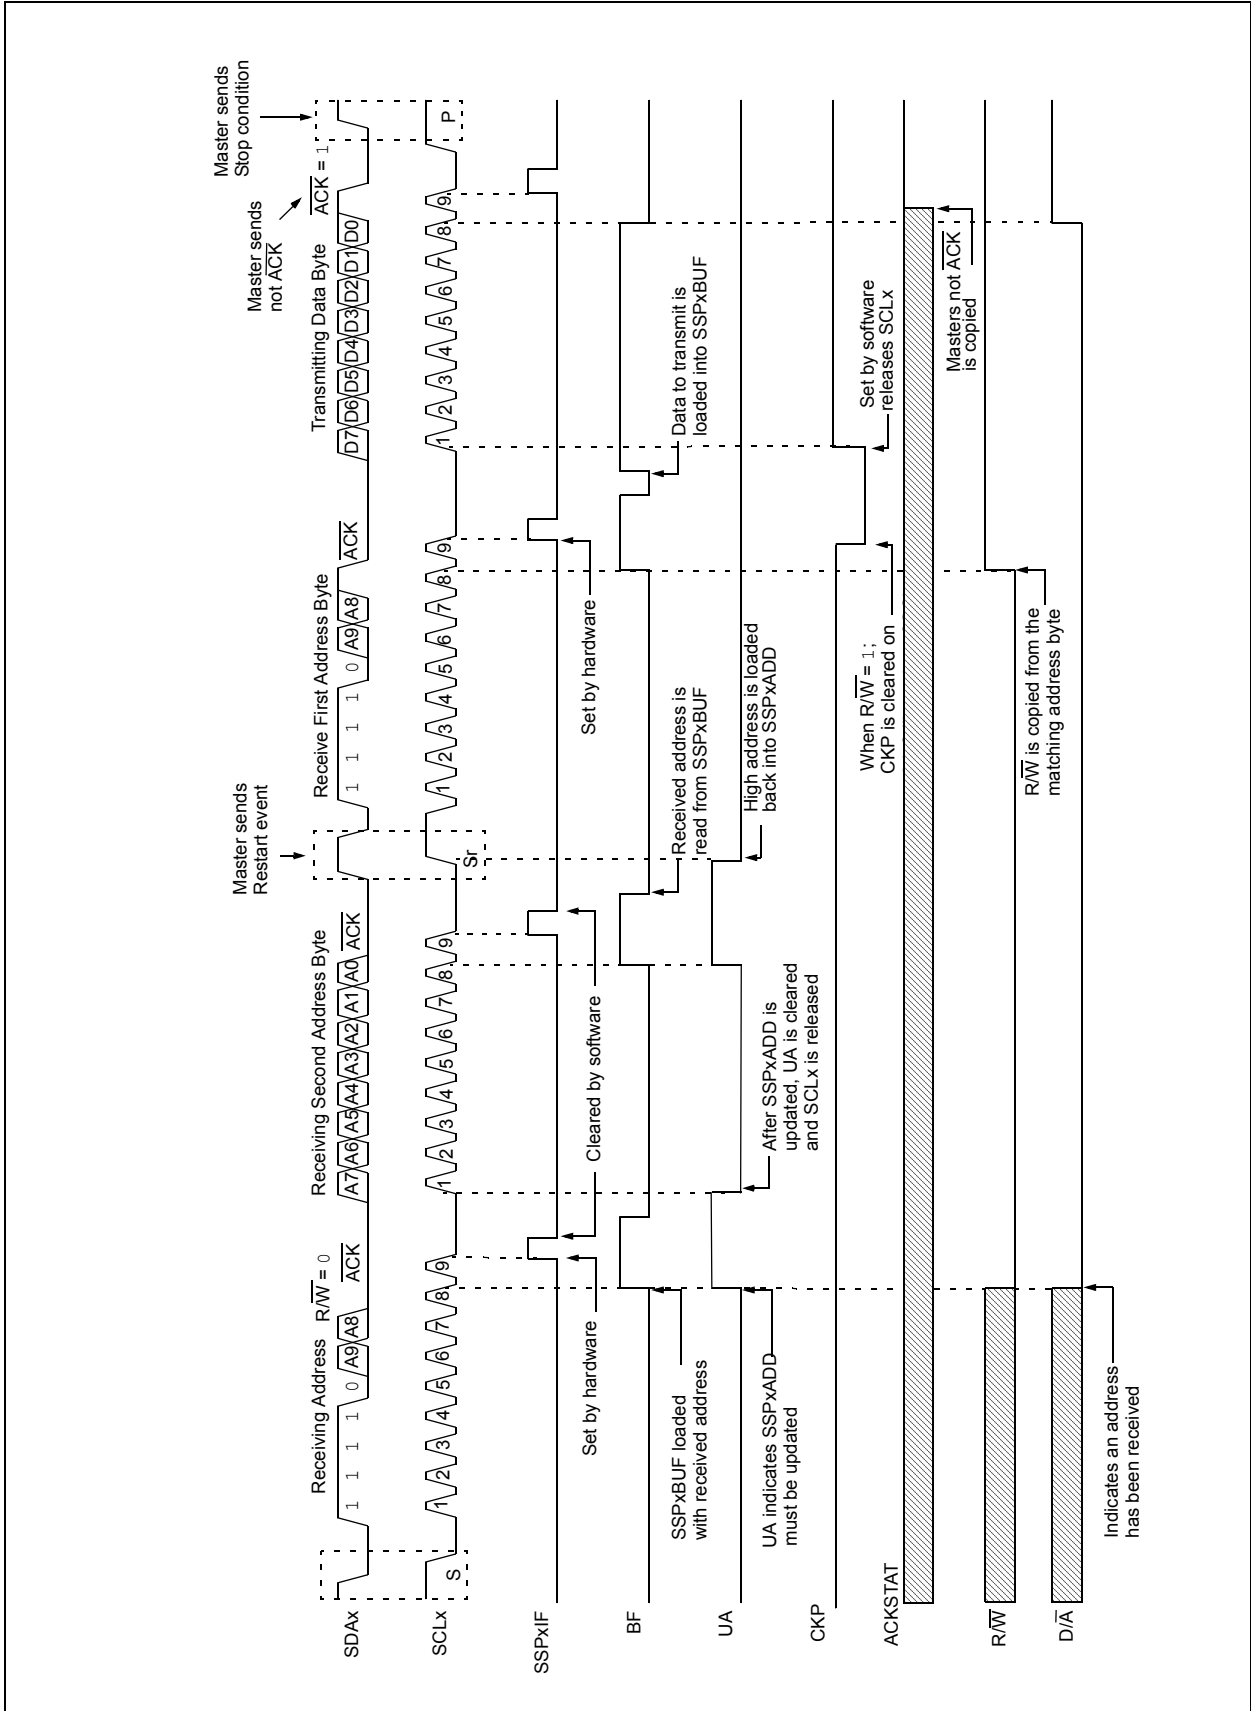 Master sends
Stop condition
Master sends
not ACK
ACK = 1
Master sends
Restart event
Receiving Address
R/W = 0
ACK
Receiving Second Address Byte
ACK
Receive First Address Byte
ACK
Transmitting Data Byte
SDAx
1 1 1 1 0 A9 A8
A7 A6 A5 A4 A3 A2 A1 A0
1 1 1 1 0 A9 A8
D7 D6 D5 D4 D3 D2 D1 D0
SCLx
S
1 2 3 4 5 6 7 8 9
1 2 3 4 5 6 7 8 9
Sr
1 2 3 4 5 6 7 8 9
1 2 3 4 5 6 7 8 9
P
SSPxIF
Set by hardware
Cleared by software
Set by hardware
BF
SSPxBUF loaded
with received address
Received address is
read from SSPxBUF
Data to transmit is
loaded into SSPxBUF
UA
UA indicates SSPxADD
must be updated
After SSPxADD is
updated, UA is cleared
and SCLx is released
High address is loaded
back into SSPxADD
CKP
When R/W = 1;
CKP is cleared on
Set by software
releases SCLx
ACKSTAT
Masters not ACK
is copied
R/W
R/W is copied from the
matching address byte
D/A
Indicates an address
has been received